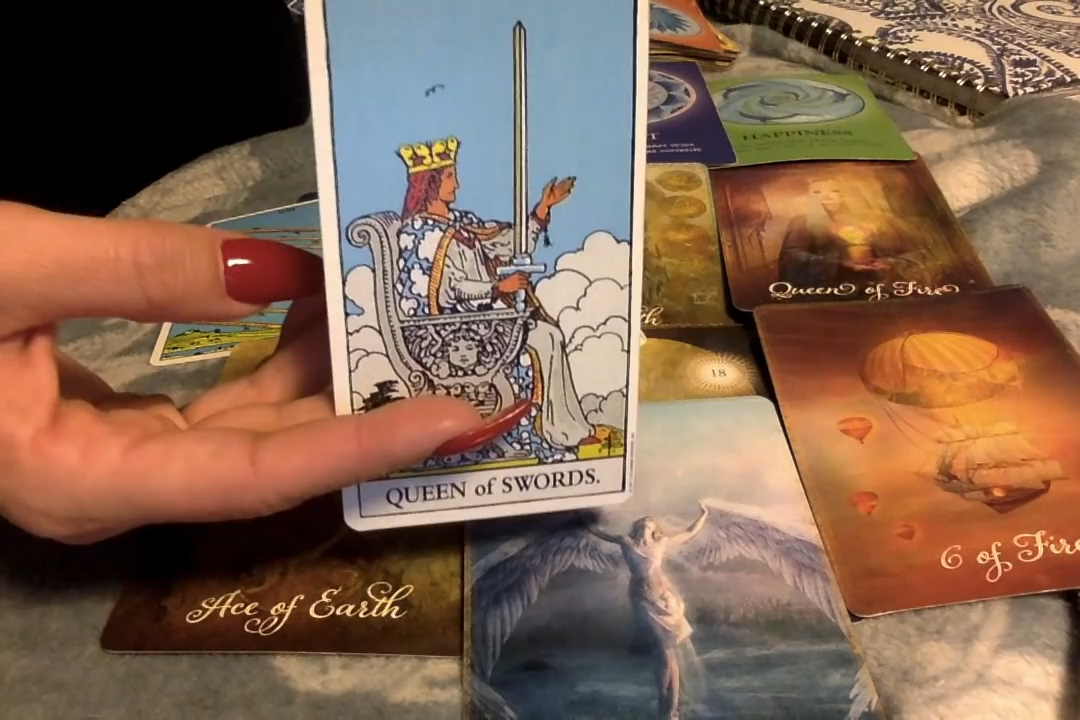 HAPPINESS
Queen of Fire
18
6 of Fire
QUEEN of SWORDS.
Ace of Earth